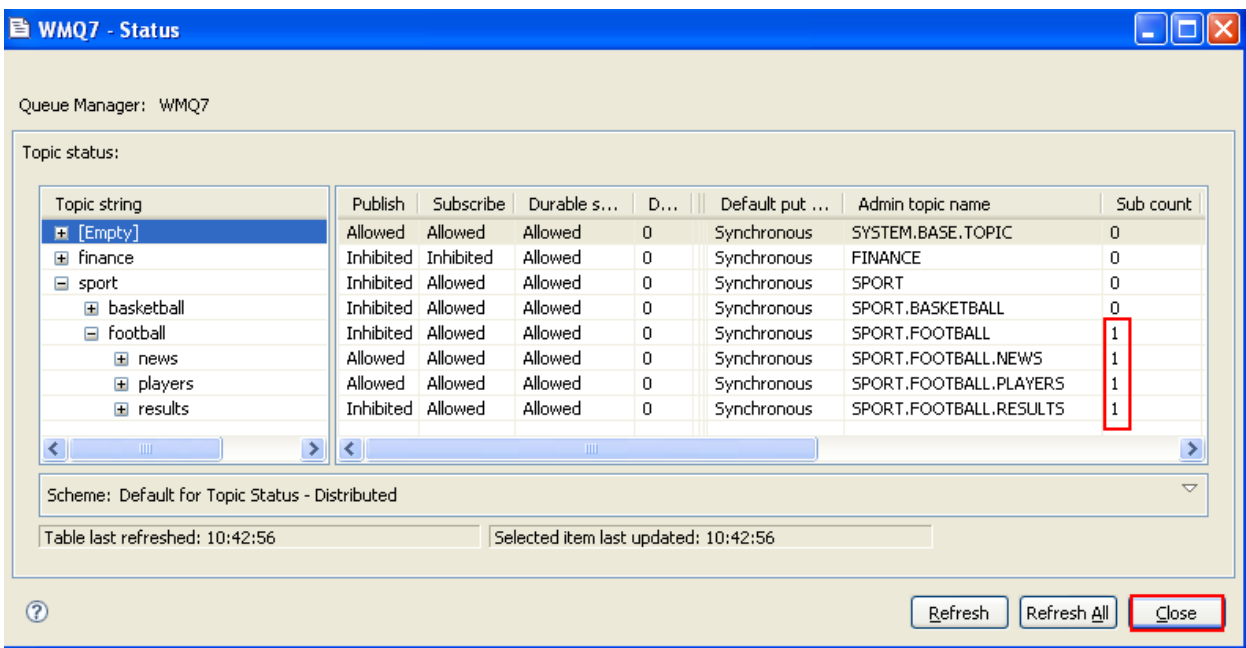 WMQ7 - Status
Queue Manager: WMQ7
Topic status:
Topic string Publish Subscribe Durable s... D... Default put ... Admin topic name Sub count
[Empty] Allowed Allowed Allowed 0 Synchronous SYSTEM.BASE.TOPIC 0
finance Inhibited Inhibited Allowed 0 Synchronous FINANCE 0
sport Inhibited Allowed Allowed 0 Synchronous SPORT 0
basketball Inhibited Allowed Allowed 0 Synchronous SPORT.BASKETBALL 0
football Inhibited Allowed Allowed 0 Synchronous SPORT.FOOTBALL 1
news Allowed Allowed Allowed 0 Synchronous SPORT.FOOTBALL.NEWS 1
players Allowed Allowed Allowed 0 Synchronous SPORT.FOOTBALL.PLAYERS 1
results Inhibited Allowed Allowed 0 Synchronous SPORT.FOOTBALL.RESULTS 1
Scheme: Default for Topic Status - Distributed
Table last refreshed: 10:42:56 Selected item last updated: 10:42:56
? Refresh Refresh All Close